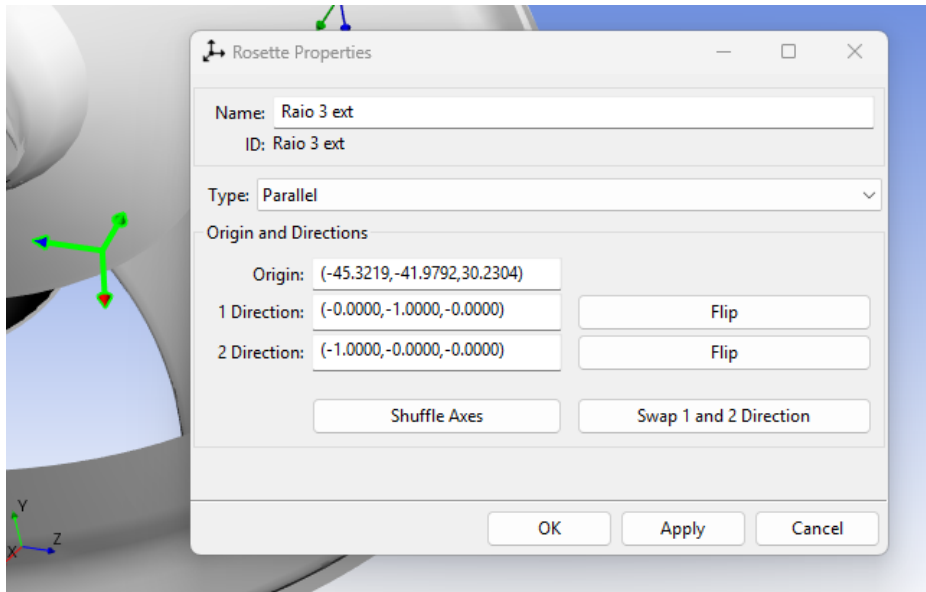 Rosette Properties
Name: Raio 3 ext
ID: Raio 3 ext
Type: Parallel
Origin and Directions
Origin: (-45.3219,-41.9792,30.2304)
1 Direction: (-0.0000,-1.0000,-0.0000) Flip
2 Direction: (-1.0000,-0.0000,-0.0000) Flip
Shuffle Axes Swap 1 and 2 Direction
Y
Z
X
OK Apply Cancel